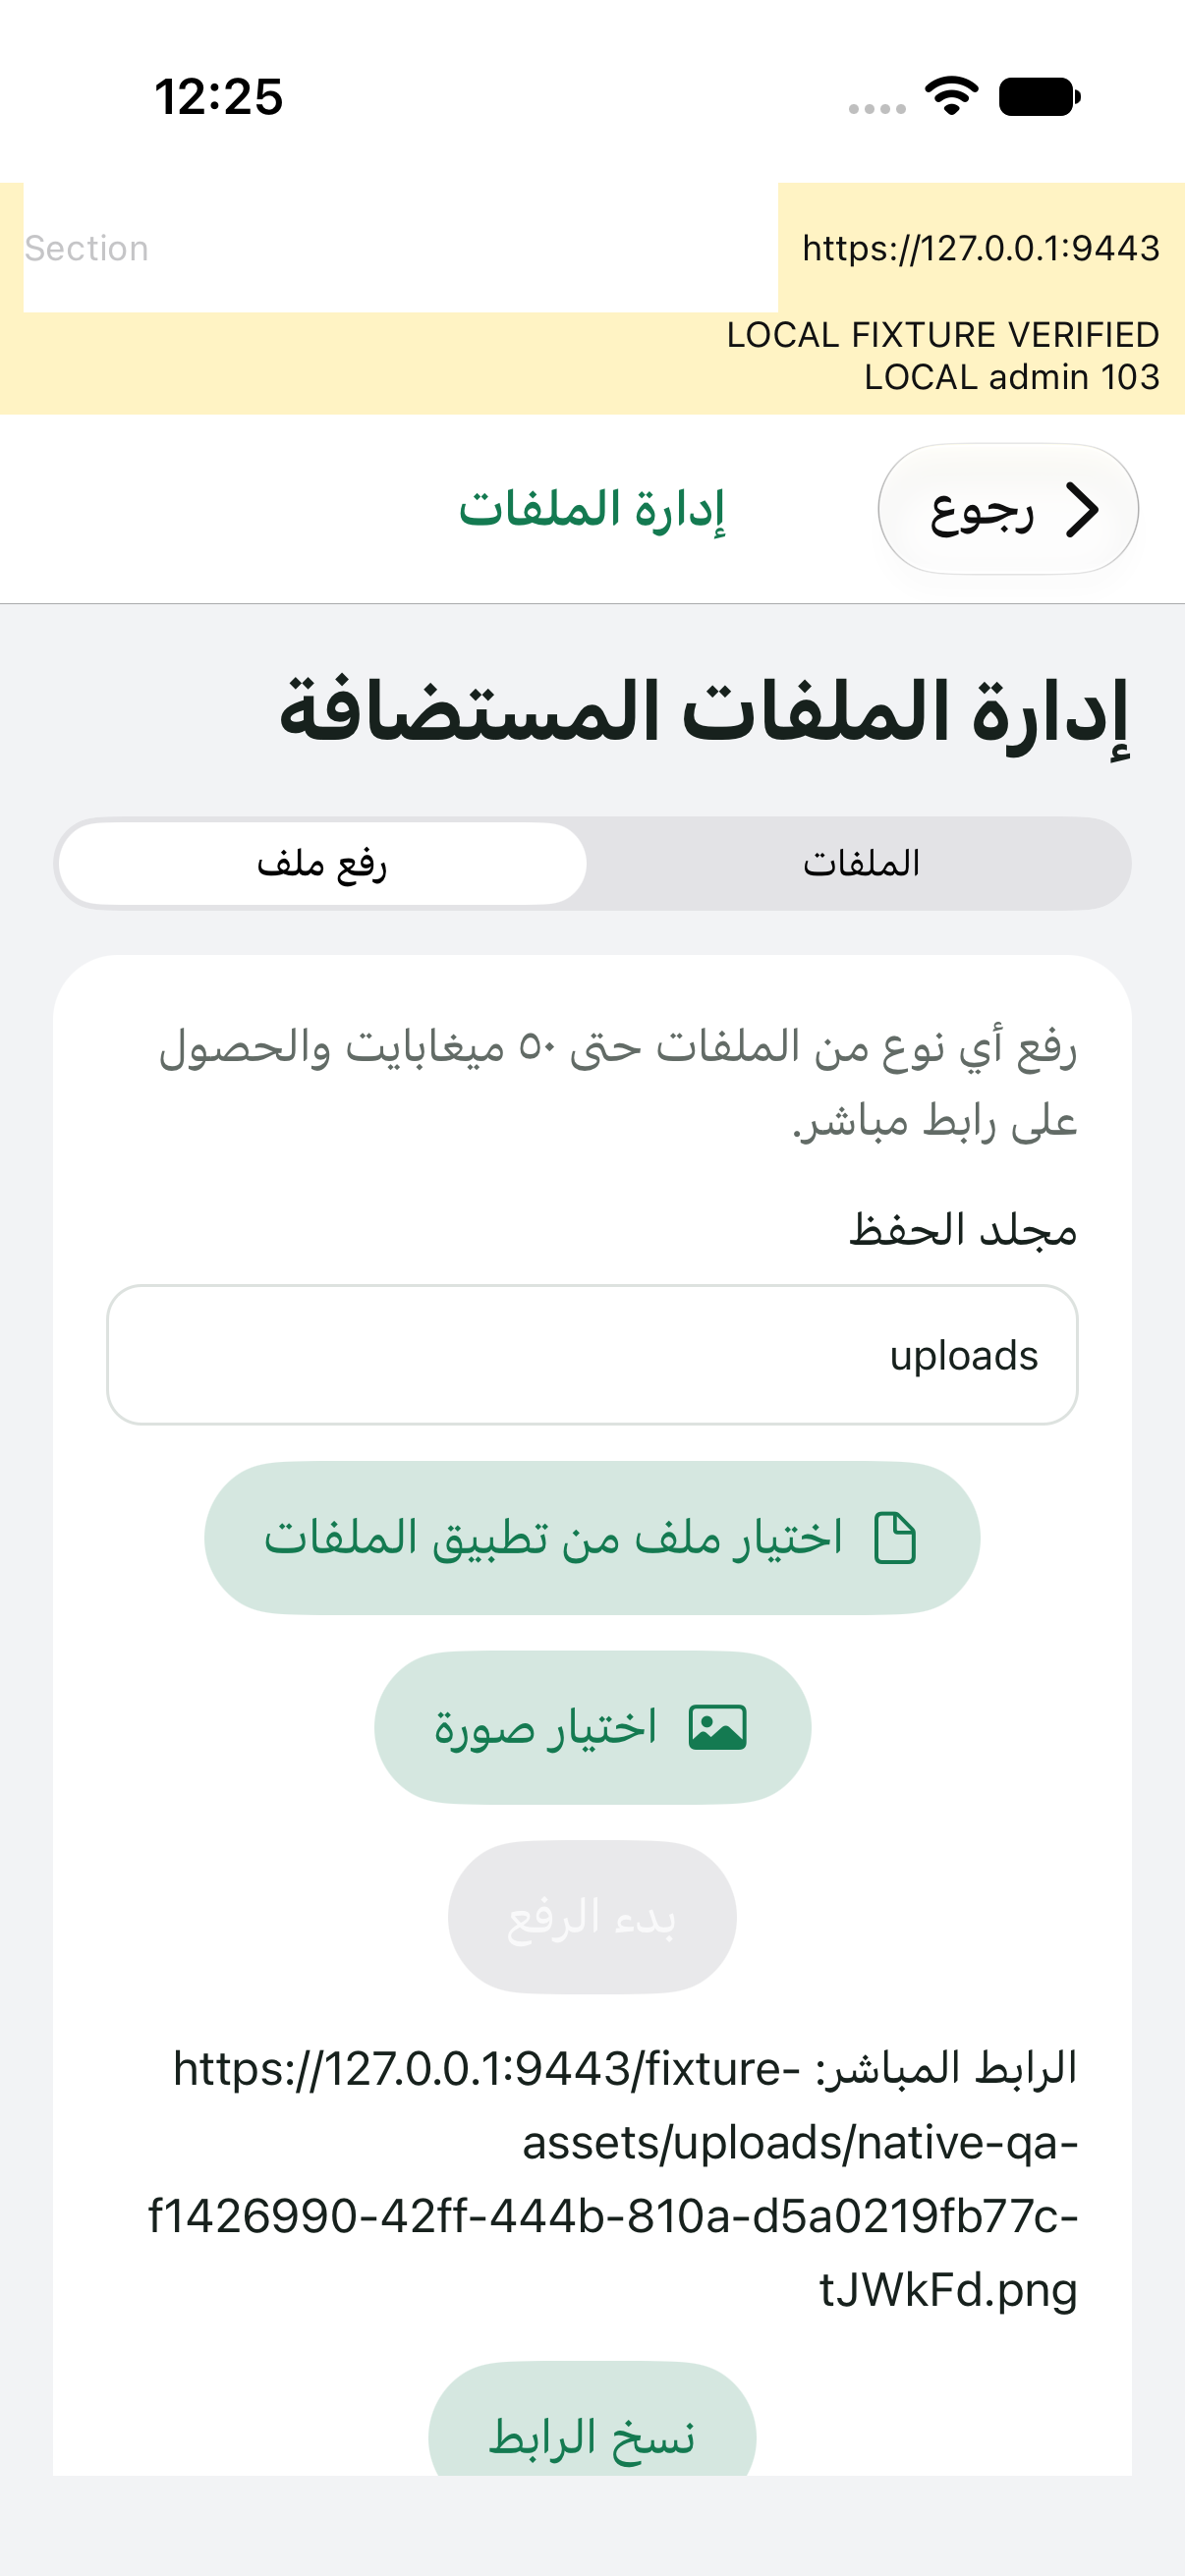 12:25
https://127.0.0.1:9443
Section
LOCAL FIXTURE VERIFIED
LOCAL admin 103
رجوع
إدارة الملفات
إدارة الملفات المستضافة
الملفات
رفع ملف
رفع أي نوع من الملفات حتى ٥٠ ميغابايت والحصول
على رابط مباشر.
مجلد الحفظ
uploads
اختيار ملف من تطبيق الملفات
اختيار صورة
بدء الرفع
الرابط المباشر: https://127.0.0.1:9443/fixture-
assets/uploads/native-qa-
f1426990-42ff-444b-810a-d5a0219fb77c-
tJWkFd.png
نسخ الرابط